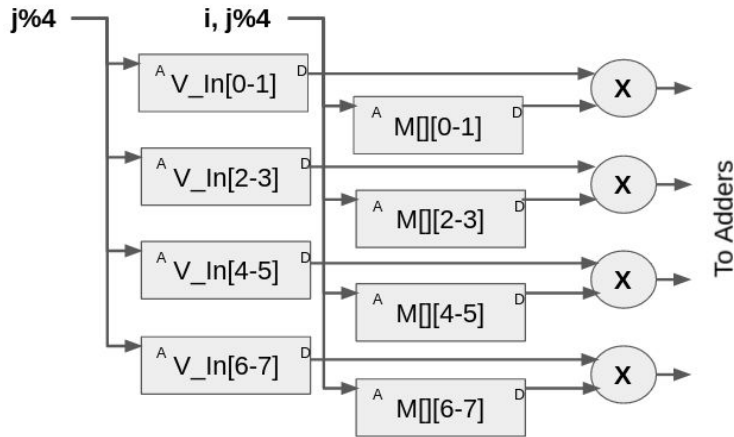 j%4
i, j%4
A V_In[0-1] D
X
A M[][0-1] D
A V_In[2-3] D
X
A M[][2-3] D
A V_In[4-5] D
X
A M[][4-5] D
A V_In[6-7] D
X
A M[][6-7] D
To Adders